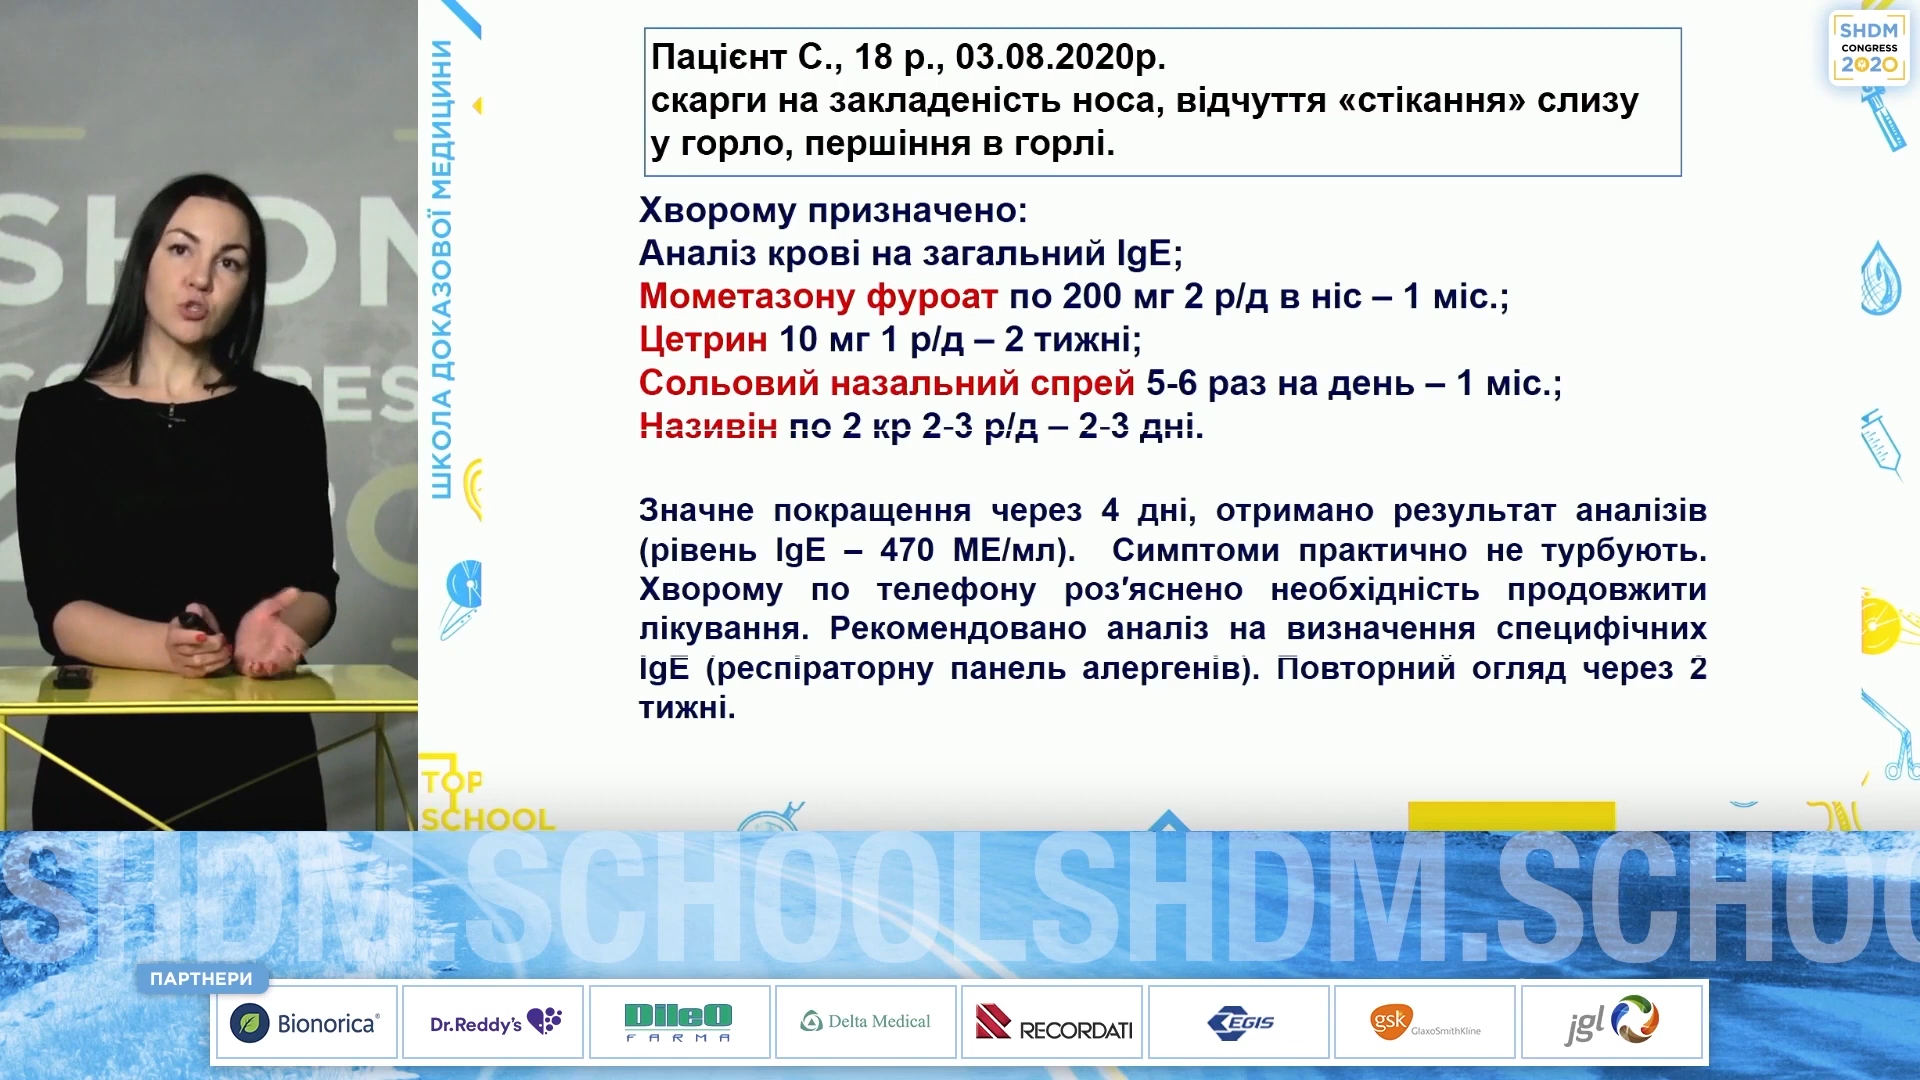 Пацієнт С., 18 р., 03.08.2020р.
скарги на закладеність носа, відчуття «стікання» слизу
у горло, першіння в горлі.
Хворому призначено:
Аналіз крові на загальний IgE;
Мометазону фуроат по 200 мг 2 р/д в ніс – 1 міс.;
Цетрин 10 мг 1 р/д – 2 тижні;
Сольовий назальний спрей 5-6 раз на день – 1 міс.;
Називін по 2 кр 2-3 р/д – 2-3 дні.
Значне покращення через 4 дні, отримано результат аналізів
(рівень IgE – 470 МЕ/мл). Симптоми практично не турбують.
Хворому по телефону роз'яснено необхідність продовжити
лікування. Рекомендовано аналіз на визначення специфічних
IgE (респіраторну панель алергенів). Повторний огляд через 2
тижні.
ШКОЛА ДОКАЗОВОЇ МЕДИЦИНИ
SHDM
CONGRESS
2020
TOP
SCHOOL
SHDM.SCHOOLSHDM.SCHOO
ПАРТНЕРИ
Bionorica®
Dr.Reddy's
DileO
FARMA
Delta Medical
RECORDATI
EGIS
gsk GlaxoSmithKline
jgl